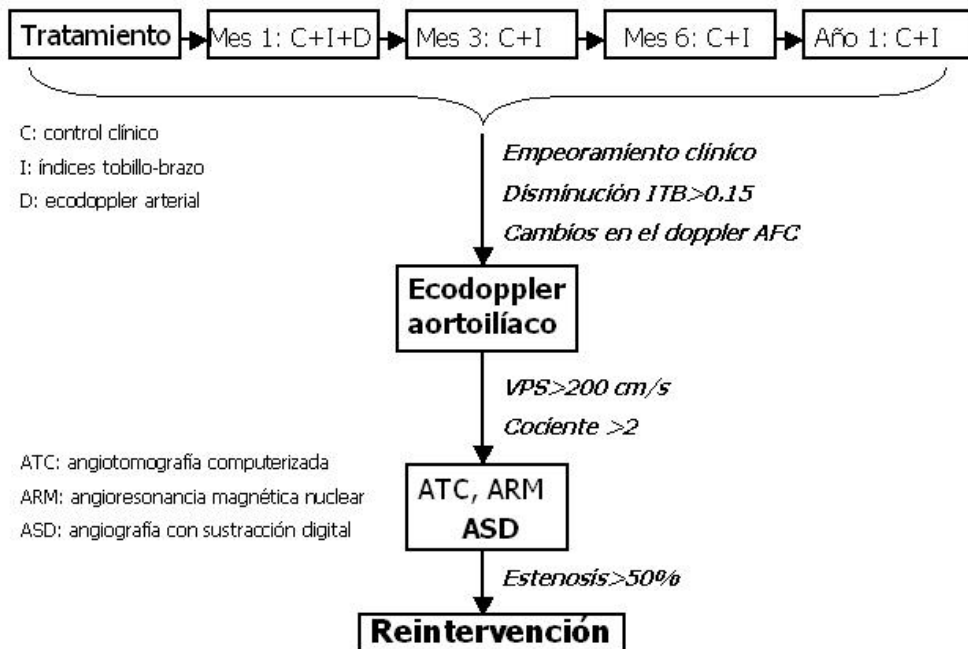 Tratamiento
Mes 1: C+I+D
Mes 3: C+I
Mes 6: C+I
Año 1: C+I
C: control clínico
I: índices tobillo-brazo
D: ecodoppler arterial
Empeoramiento clínico
Disminución ITB>0.15
Cambios en el doppler AFC
Ecodoppler
aortoilíaco
VPS>200 cm/s
Cociente >2
ATC: angiotomografía computerizada
ARM: angioresonancia magnética nuclear
ASD: angiografía con sustracción digital
ATC, ARM
ASD
Estenosis>50%
Reintervención